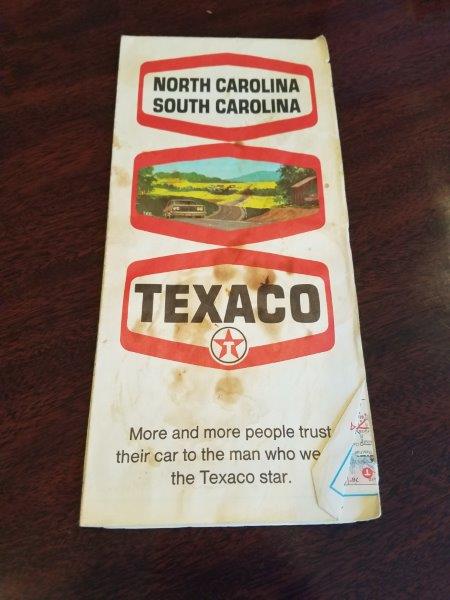 NORTH CAROLINA
SOUTH CAROLINA
TEXACO
T
More and more people trust
their car to the man who we
the Texaco star.
T